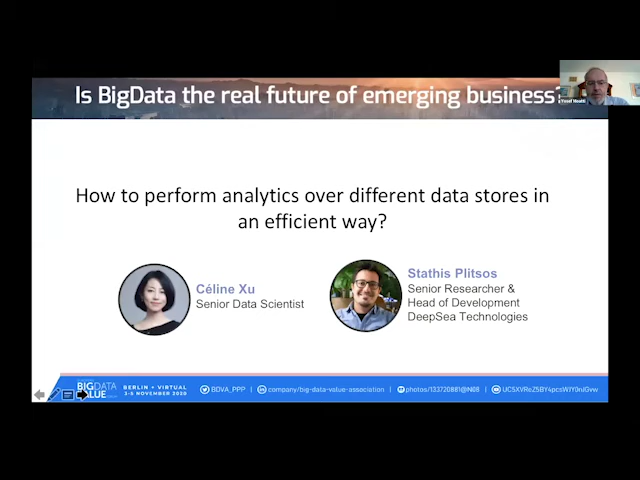 Is BigData the real future of emerging business?
How to perform analytics over different data stores in
an efficient way?
Céline Xu
Senior Data Scientist
Stathis Plitsos
Senior Researcher &
Head of Development
DeepSea Technologies
BIGDATA
VALUE
BERLIN + VIRTUAL
3-5 NOVEMBER 2020
BDVA_PPP
company/big-data-value-association